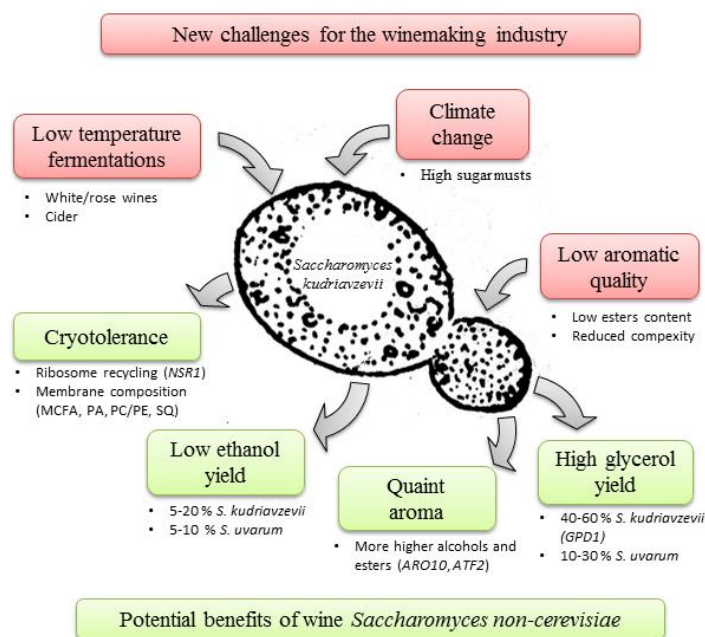 New challenges for the winemaking industry
Low temperature
fermentations
• White/rose wines
• Cider
Climate
change
• High sugarmusts
Saccharomyces
kudriavzevii
Low aromatic
quality
• Low esters content
• Reduced compexity
Cryotolerance
• Ribosome recycling (NSR1)
• Membrane composition
(MCFA, PA, PC/PE, SQ)
Low ethanol
yield
• 5-20 % S. kudriavzevii
• 5-10 % S. uvarum
Quaint
aroma
• More higher alcohols and
esters (ARO10, ATF2)
High glycerol
yield
• 40-60 % S. kudriavzevii
(GPD1)
• 10-30 % S. uvarum
Potential benefits of wine Saccharomyces non-cerevisiae